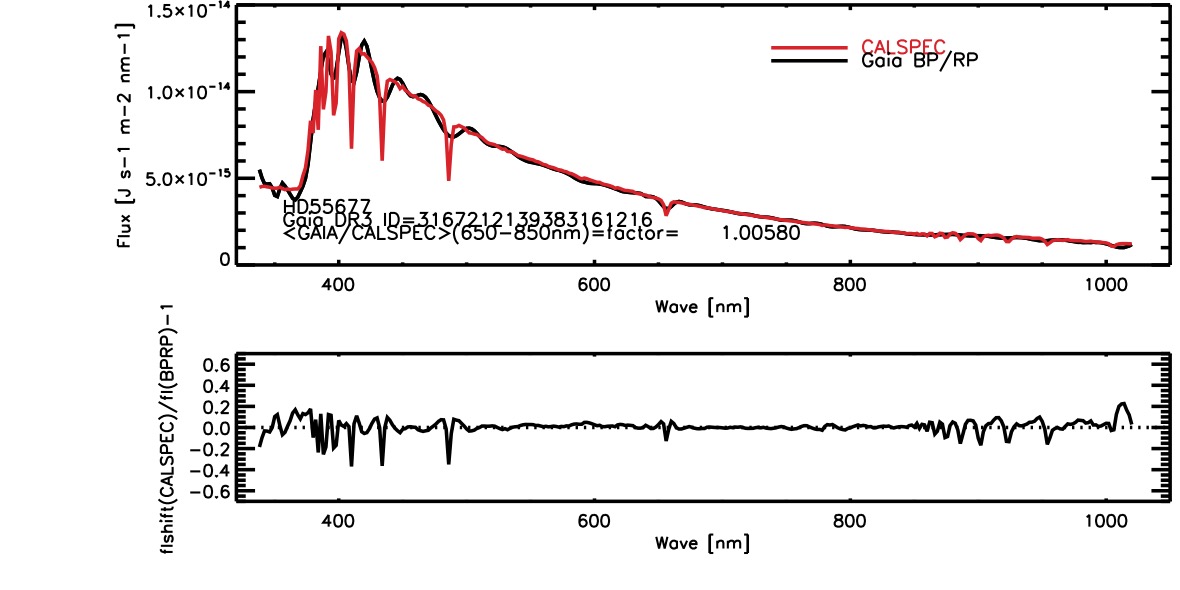 1.5×10−14
1.0×10−14
5.0×10−15
0
Flux [J s−1 m−2 nm−1]
CALSPEC
Gaia BP/RP
HD55677
Gaia DR3 ID=3167212139383161216
<GAIA/CALSPEC>(650−850nm)=factor= 1.00580
400 600 800 1000
Wave [nm]
flshift(CALSPEC)/fl(BPRP)−1
0.6
0.4
0.2
0.0
−0.2
−0.4
−0.6
400 600 800 1000
Wave [nm]